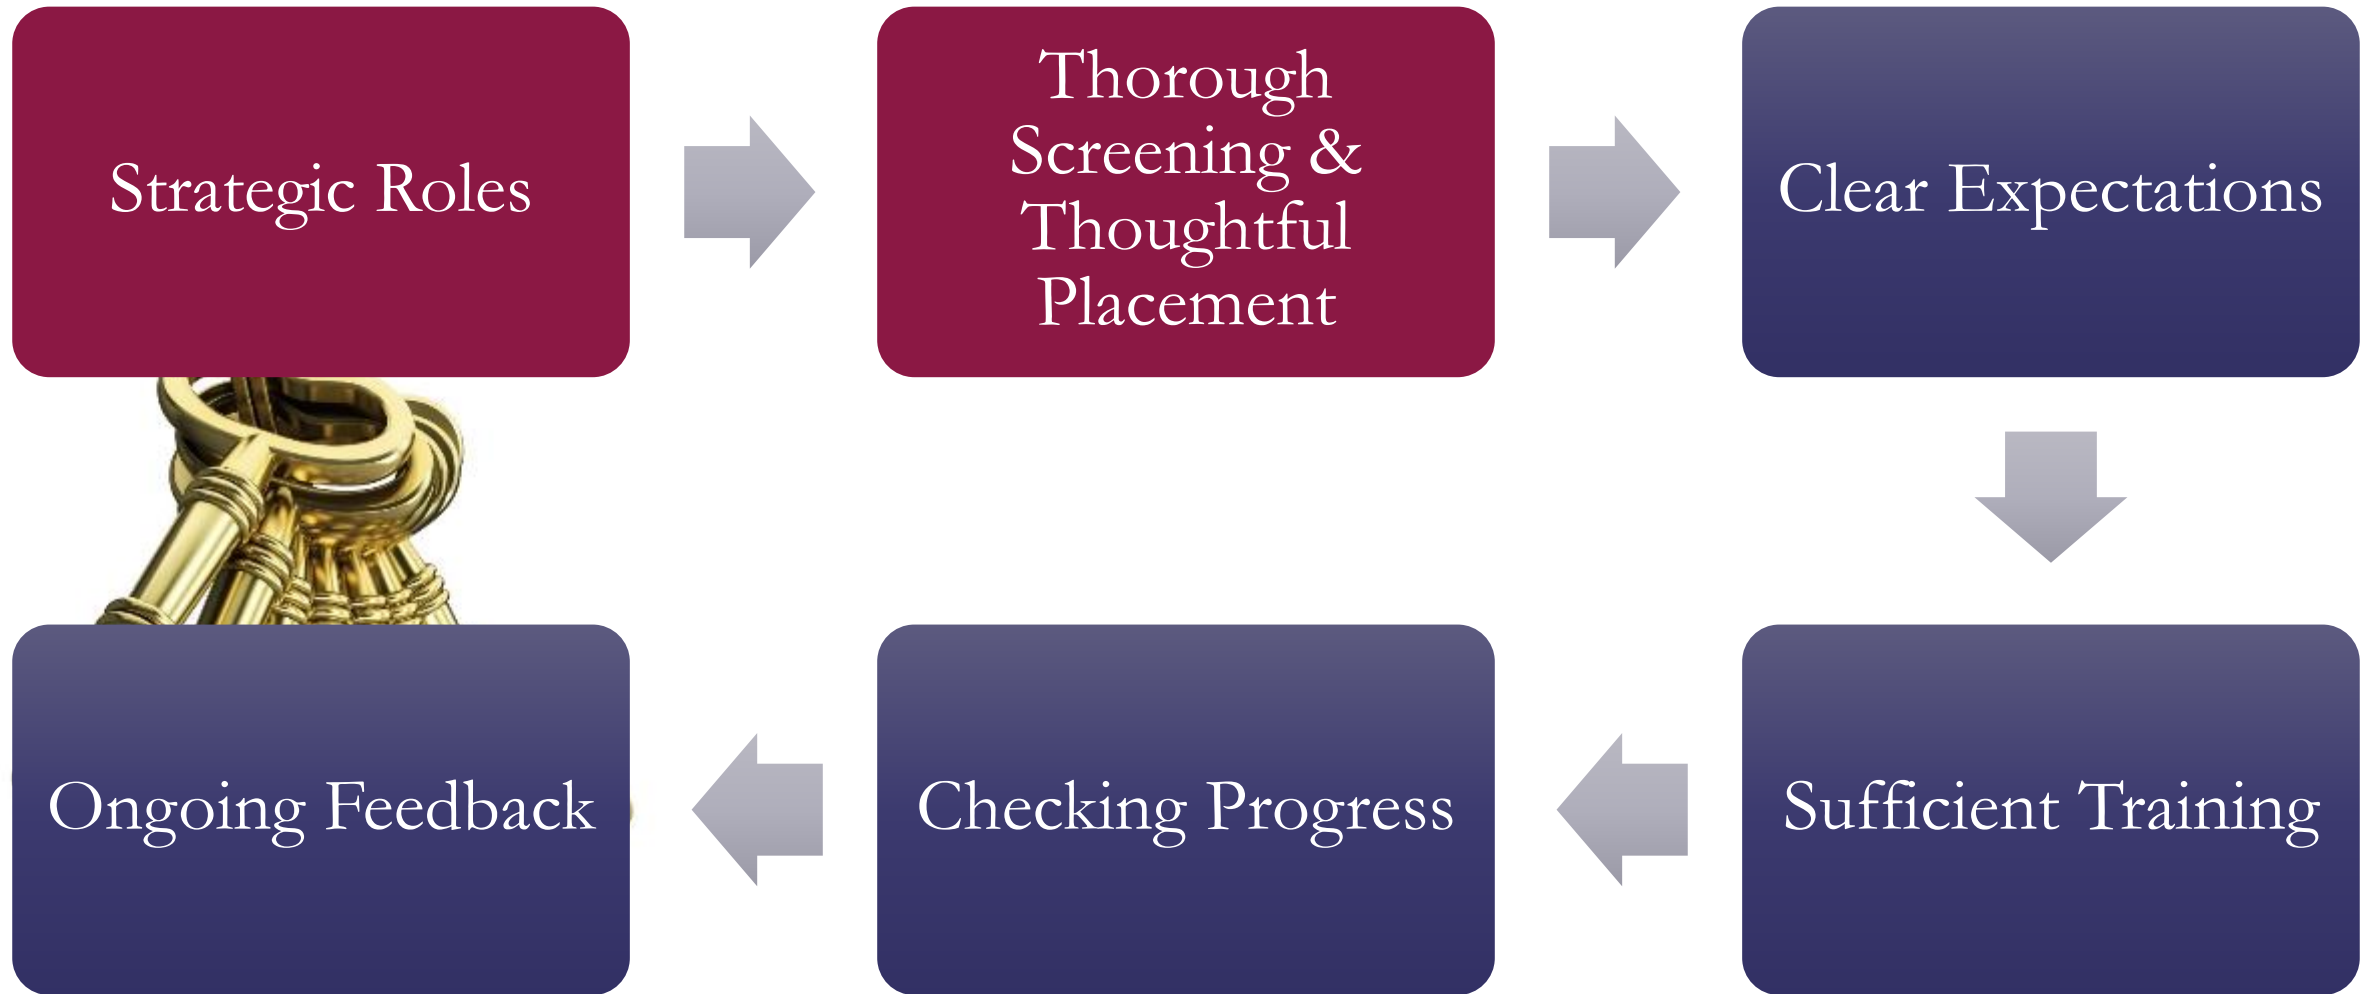 Strategic Roles
Thorough
Screening &
Thoughtful
Placement
Clear Expectations
Sufficient Training
Checking Progress
Ongoing Feedback